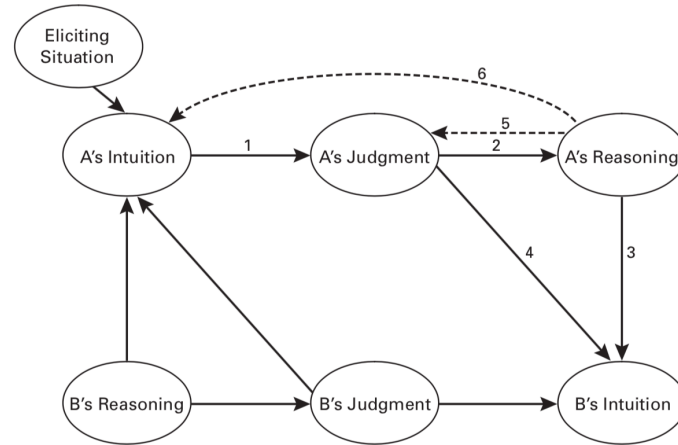 Eliciting
Situation
6
5
A's Intuition
1
A's Judgment
2
A's Reasoning
4
3
B's Reasoning
B's Judgment
B's Intuition